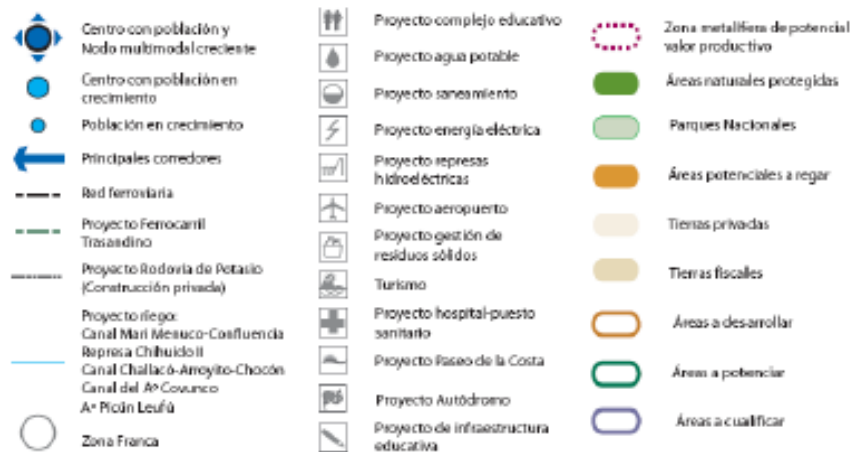 Centro con población y
Nodo multimodal creciente
Centro con población en
crecimiento
Población en crecimiento
Principales corredores
Red ferroviaria
Proyecto Ferrocarril
Trasandino
Proyecto Rodovía de Potasio
(Construcción privada)
Proyecto riego:
Canal Mari Menuco-Confluencia
Represa Chihuido II
Canal Challacó-Arroyito-Chocón
Canal del Aº Covunco
Aº Picún Leufú
Zona Franca
Proyecto complejo educativo
Proyecto agua potable
Proyecto saneamiento
Proyecto energía eléctrica
Proyecto represas
hidroeléctricas
Proyecto aeropuerto
Proyecto gestión de
residuos sólidos
Turismo
Proyecto hospital-puesto
sanitario
Proyecto Paseo de la Costa
Proyecto Autódromo
Proyecto de infraestructura
educativa
Zona metalífera de potencial
valor productivo
Áreas naturales protegidas
Parques Nacionales
Áreas potenciales a regar
Tierras privadas
Tierras fiscales
Áreas a desarrollar
Áreas a potenciar
Áreas a cualificar